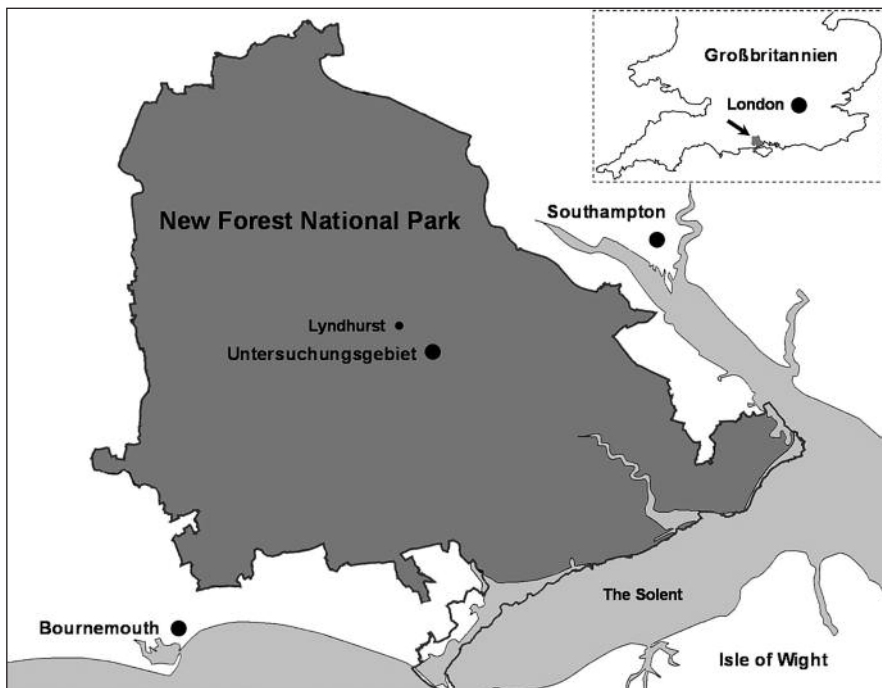 Großbritannien
London
Southampton
New Forest National Park
Lyndhurst
Untersuchungsgebiet
The Solent
Bournemouth
Isle of Wight